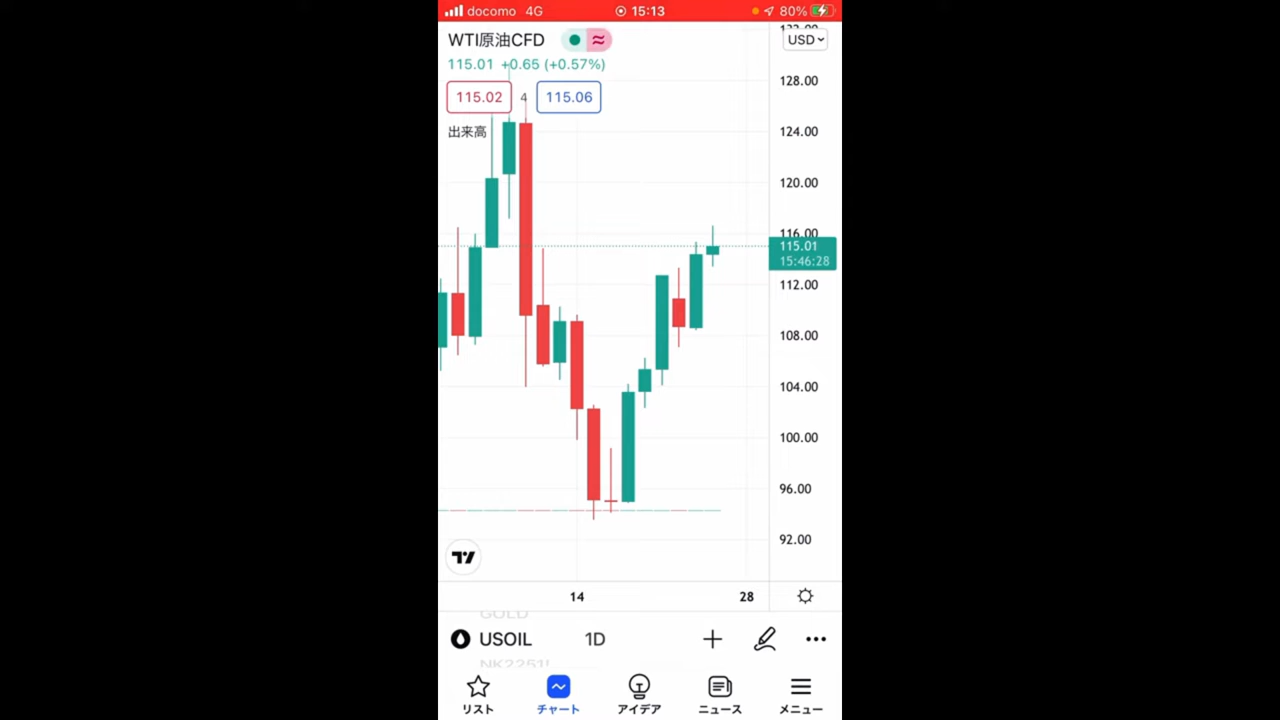 docomo 4G 15:13 80%
WTI原油CFD
USD
115.01 +0.65 (+0.57%)
115.02 4 115.06
出来高
128.00
124.00
120.00
116.00
115.01
15:46:28
112.00
108.00
104.00
100.00
96.00
92.00
14 28
GOLD
USOIL 1D
リスト チャート アイデア ニュース メニュー